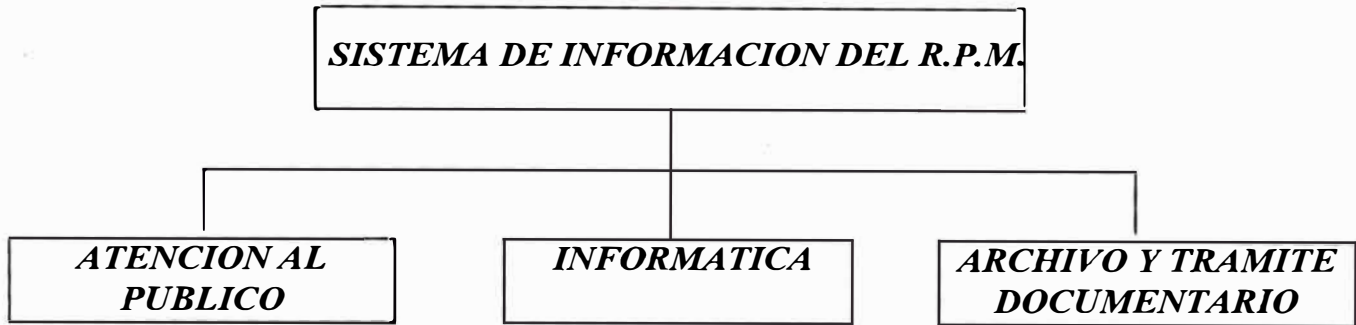 SISTEMA DE INFORMACION DEL R.P.M.
ATENCION AL
PUBLICO
INFORMATICA
ARCHIVO Y TRAMITE
DOCUMENTARIO